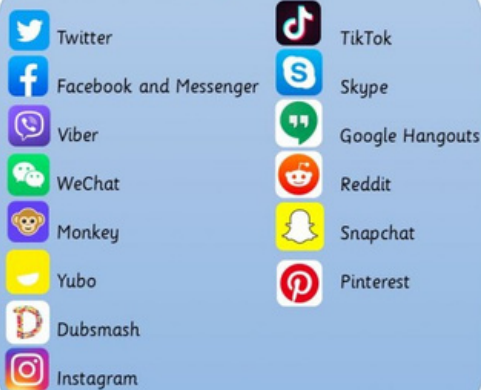 Twitter
Facebook and Messenger
Viber
WeChat
Monkey
Yubo
Dubsmash
Instagram
TikTok
Skype
Google Hangouts
Reddit
Snapchat
Pinterest